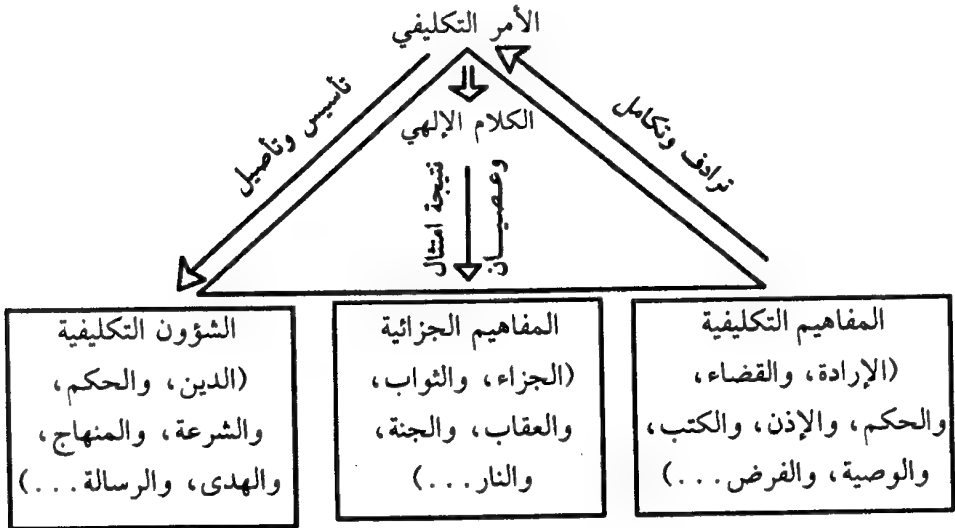 الأمر التكليفي
ترادف وتكامل
تأسيس وتأصيل
الكلام الإلهي
نتيجة امتثال
وعصيان
المفاهيم التكليفية
(الإرادة، والقضاء،
والحكم، والإذن، والكتب،
والوصية، والفرض...)
المفاهيم الجزائية
(الجزاء، والثواب،
والعقاب، والجنة،
والنار...)
الشؤون التكليفية
(الدين، والحكم،
والشرعة، والمنهاج،
والهدى، والرسالة...)